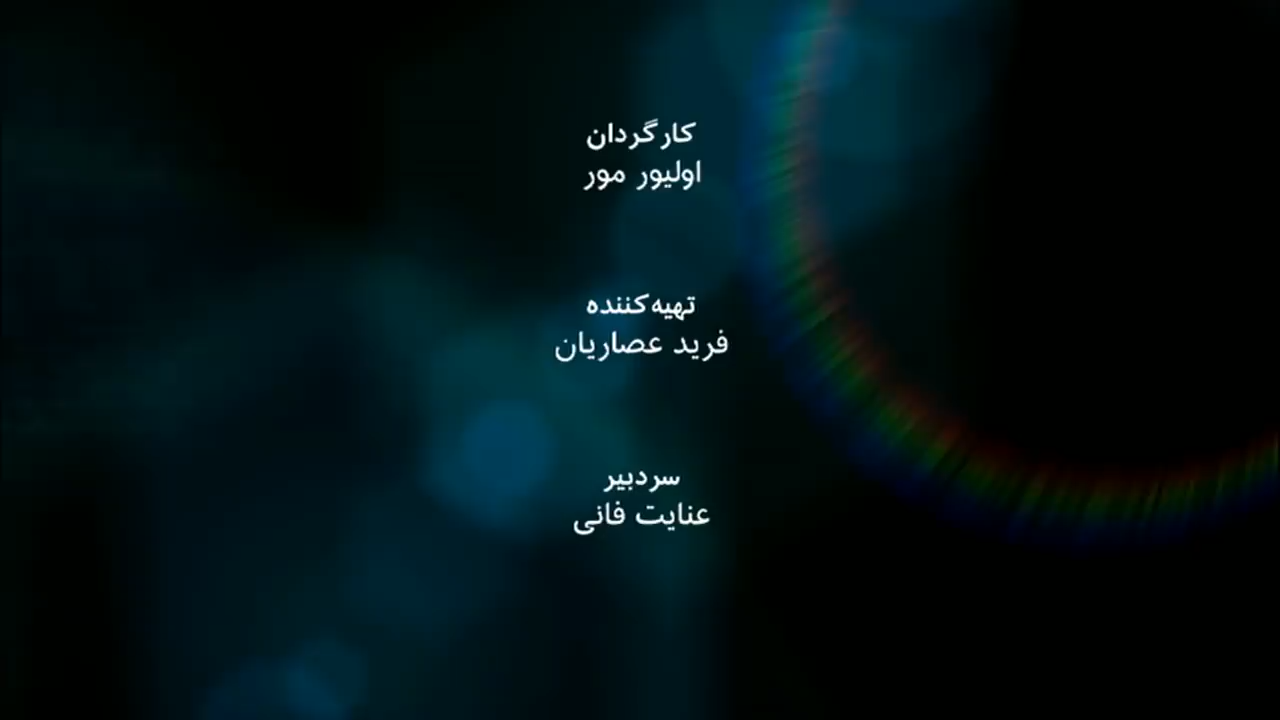 کارگردان
اولیور مور
تهیه‌کننده
فرید عصاریان
سردبیر
عنایت فانی